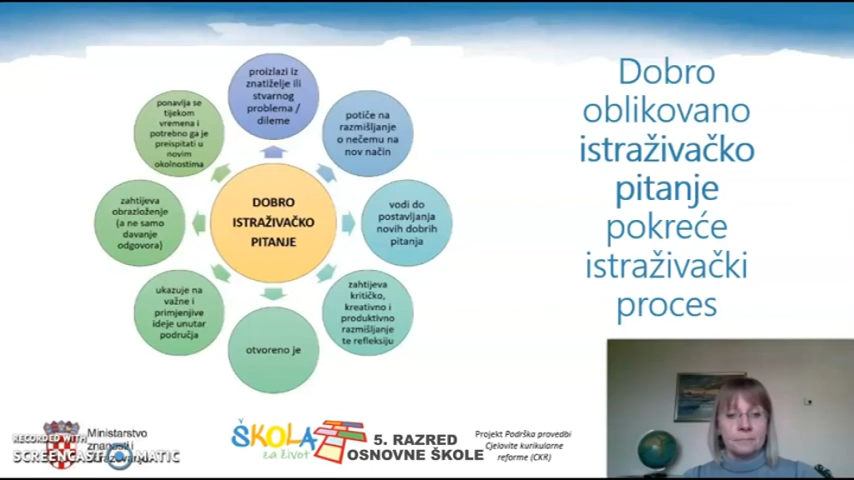 proizlazi iz
znatiželje ili
stvarnog
problema /
dileme
potiče na
razmišljanje
o nečemu na
nov način
vodi do
postavljanja
novih dobrih
pitanja
zahtijeva
kritičko,
kreativno i
produktivno
razmišljanje
te refleksiju
otvoreno je
ukazuje na
važne i
primjenjive
ideje unutar
područja
zahtijeva
obrazloženje
(a ne samo
davanje
odgovora)
ponavlja se
tijekom
vremena i
potrebno ga je
preispitati u
novim
okolnostima
DOBRO
ISTRAŽIVAČKO
PITANJE
Dobro
oblikovano
istraživačko
pitanje
pokreće
istraživački
proces
Ministarstvo
znanosti i
obrazovanja
RECORDED WITH
SCREENCAST MATIC
ŠKOLA
za život
5. RAZRED
OSNOVNE ŠKOLE
Projekt Podrška provedbi
Cjelovite kurikularne
reforme (CKR)